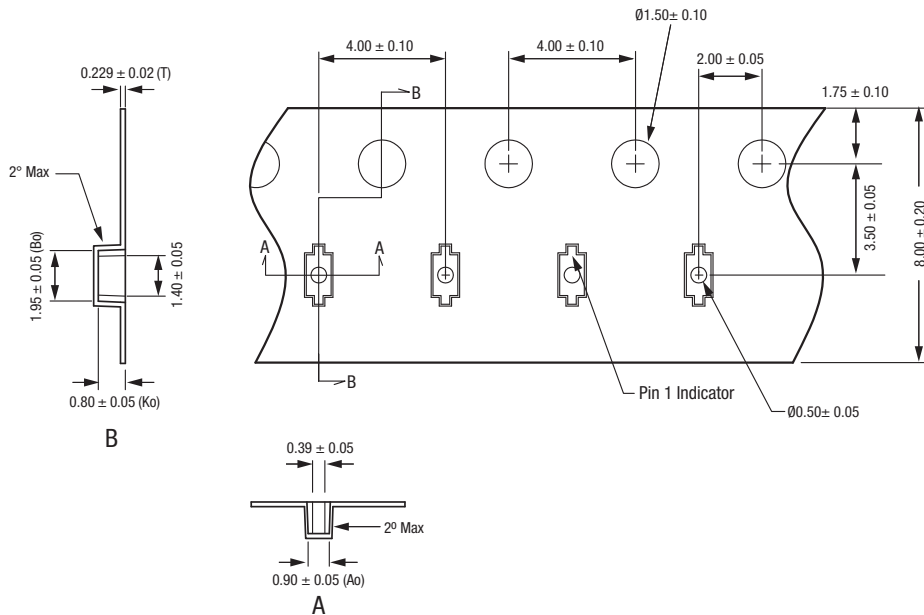 Ø1.50± 0.10
4.00 ± 0.10
4.00 ± 0.10
2.00 ± 0.05
0.229 ± 0.02 (T)
1.75 ± 0.10
B
2° Max
3.50 ± 0.05
8.00 ± 0.20
A
A
1.95 ± 0.05 (Bo)
1.40 ± 0.05
B
Pin 1 Indicator
0.80 ± 0.05 (Ko)
Ø0.50± 0.05
B
0.39 ± 0.05
2º Max
0.90 ± 0.05 (Ao)
A